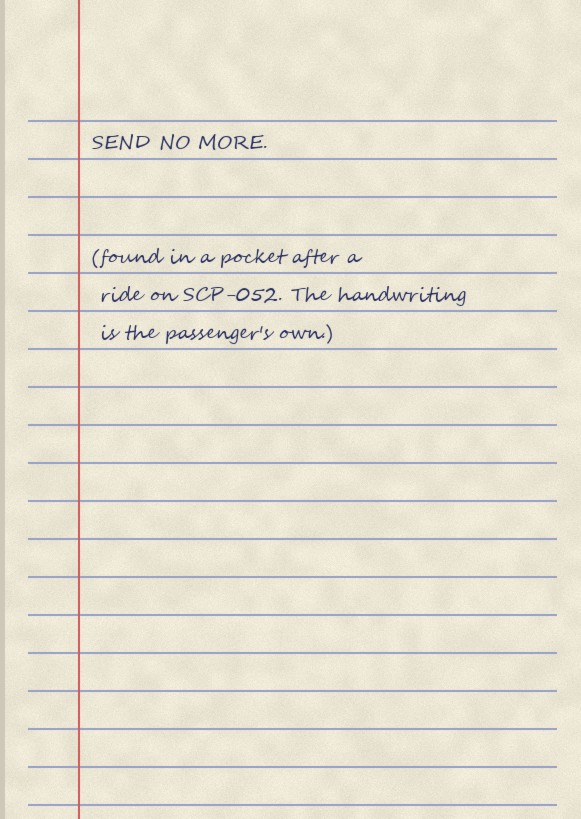 SEND NO MORE.
(found in a pocket after a
ride on SCP-052. The handwriting
is the passenger's own.)